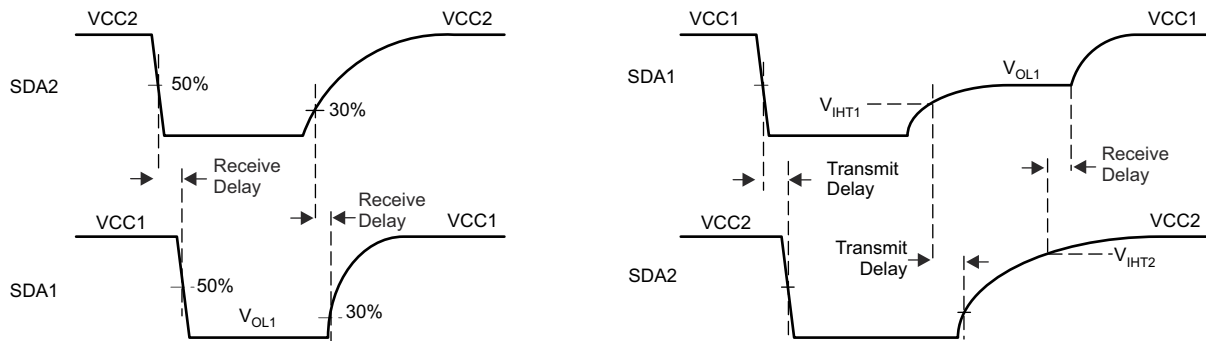 VCC2
VCC2
SDA2
50%
30%
Receive
Delay
Receive
Delay
VCC1
VCC1
SDA1
50%
VOL1
30%
VCC1
VCC1
SDA1
VOL1
VIHT1
Transmit
Delay
Receive
Delay
VCC2
VCC2
Transmit
Delay
VIHT2
SDA2